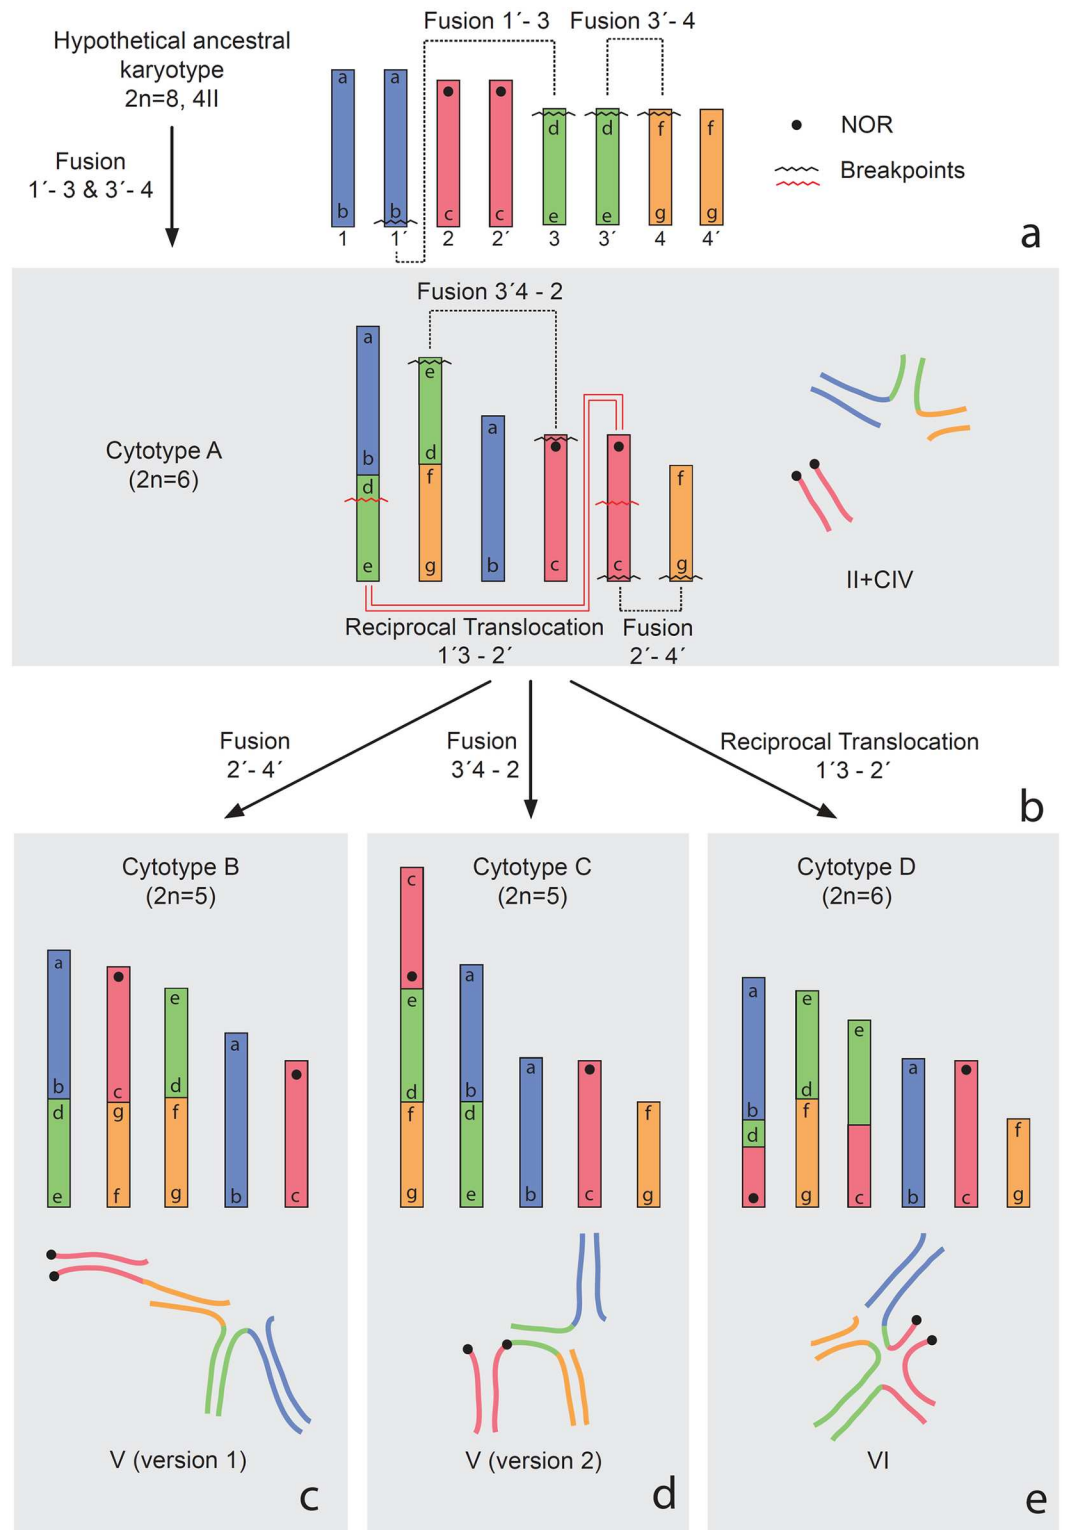 Fusion 1´- 3 Fusion 3´- 4
Hypothetical ancestral
karyotype
2n=8, 4II
Fusion
1´- 3 & 3´- 4
a a
d d f f
b b c c e e g g
1 1´ 2 2´ 3 3´ 4 4´
NOR
Breakpoints
a
Fusion 3´4 - 2
Cytotype A
(2n=6)
a
e
a
b d
d f f
e g b c c g
II+CIV
Reciprocal Translocation
1´3 - 2´
Fusion
2´- 4´
Fusion
2´- 4´
Fusion
3´4 - 2
Reciprocal Translocation
1´3 - 2´
b
Cytotype B
(2n=5)
a
e
a
b c d
d g f
e f g b c
V (version 1)
c
Cytotype C
(2n=5)
c
e a
a
d b
f d f
g e b c g
V (version 2)
d
Cytotype D
(2n=6)
a e
e
a
b d
d f f
g c b c g
VI
e